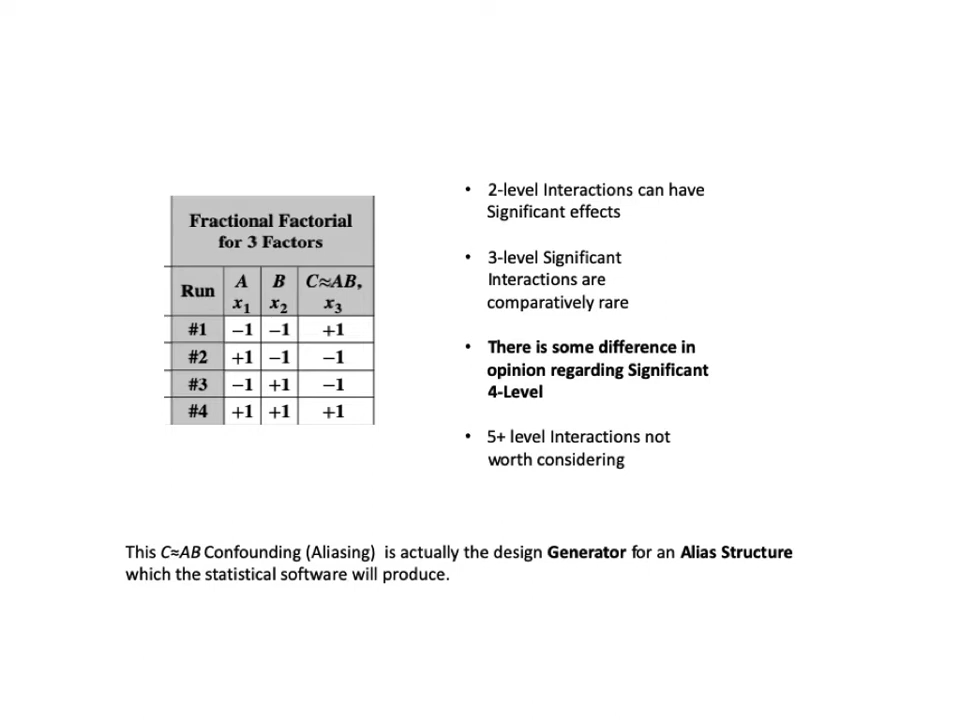 Fractional Factorial
for 3 Factors
Run A B C≈AB,
x1 x2 x3
#1 −1 −1 +1
#2 +1 −1 −1
#3 −1 +1 −1
#4 +1 +1 +1
• 2-level Interactions can have
Significant effects
• 3-level Significant
Interactions are
comparatively rare
• There is some difference in
opinion regarding Significant
4-Level
• 5+ level Interactions not
worth considering
This C≈AB Confounding (Aliasing) is actually the design Generator for an Alias Structure
which the statistical software will produce.